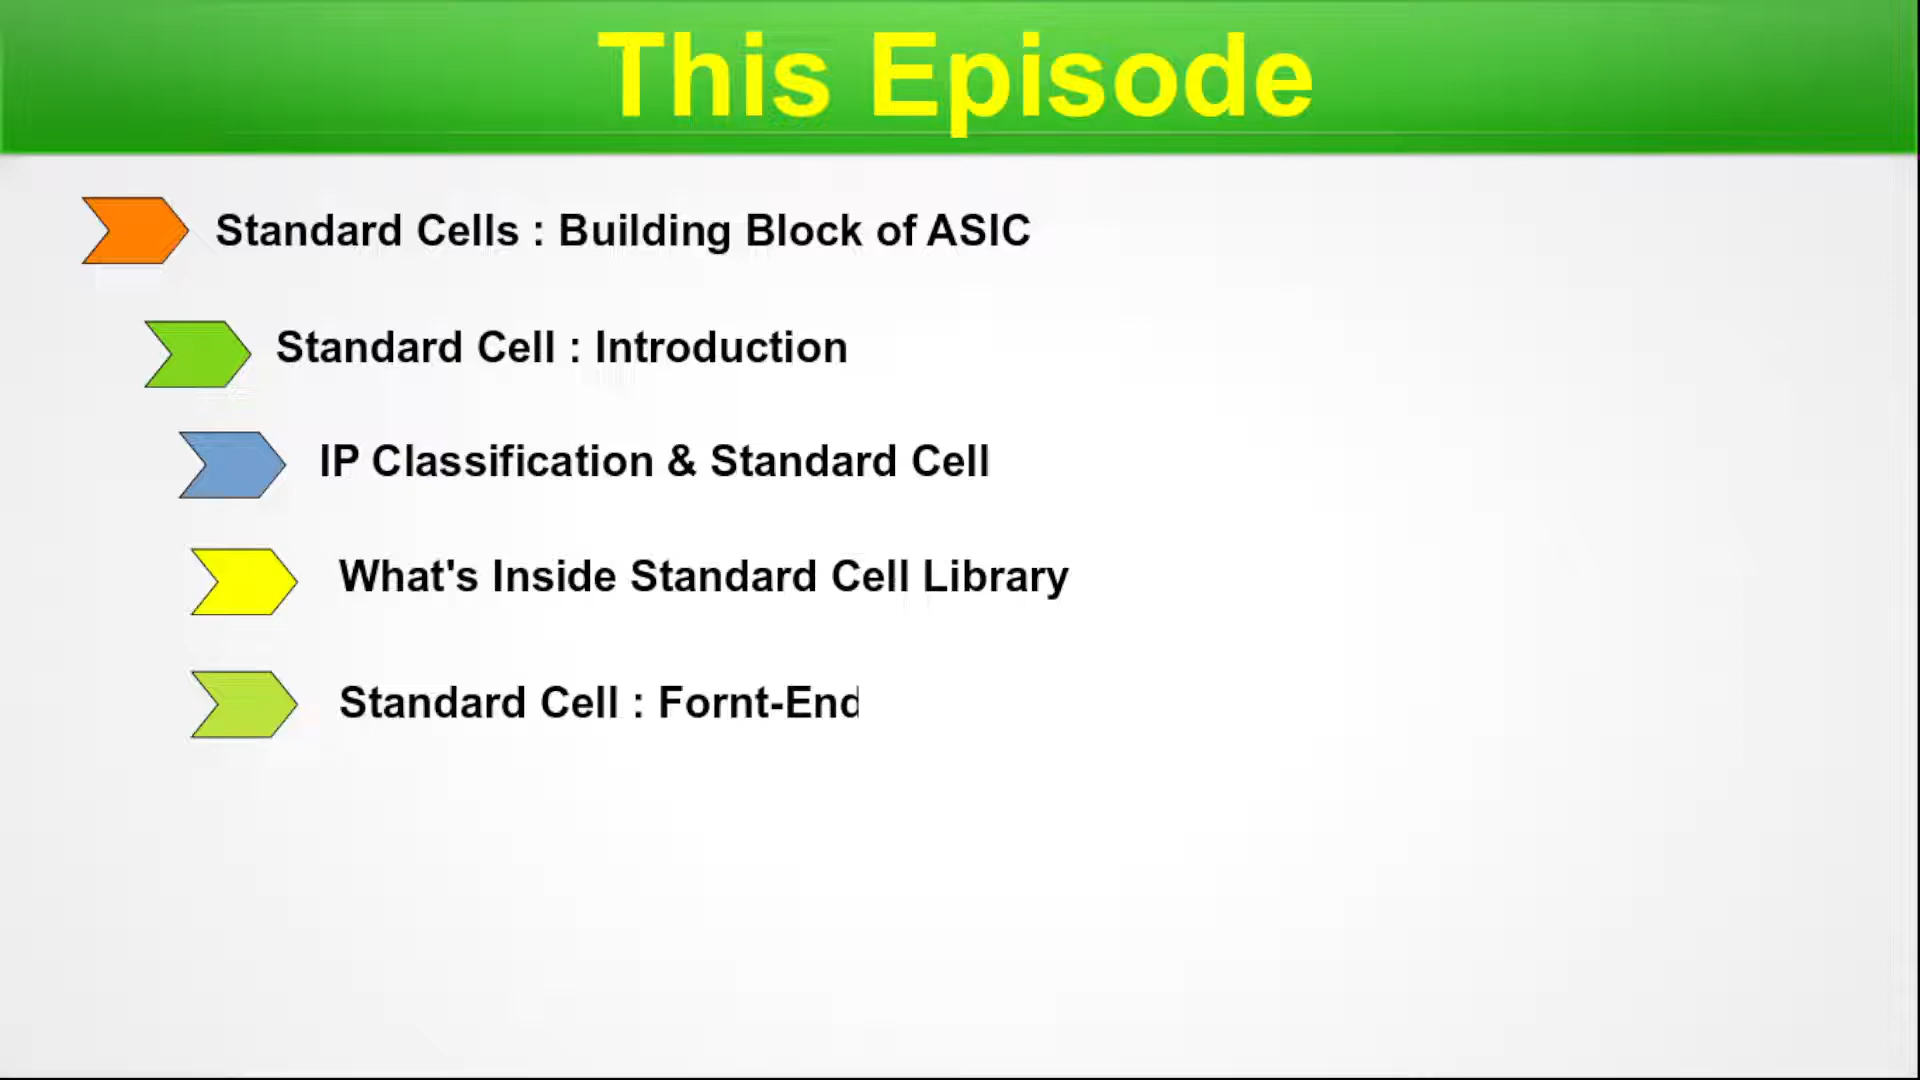 This Episode
Standard Cells : Building Block of ASIC
Standard Cell : Introduction
IP Classification & Standard Cell
What's Inside Standard Cell Library
Standard Cell : Fornt-End